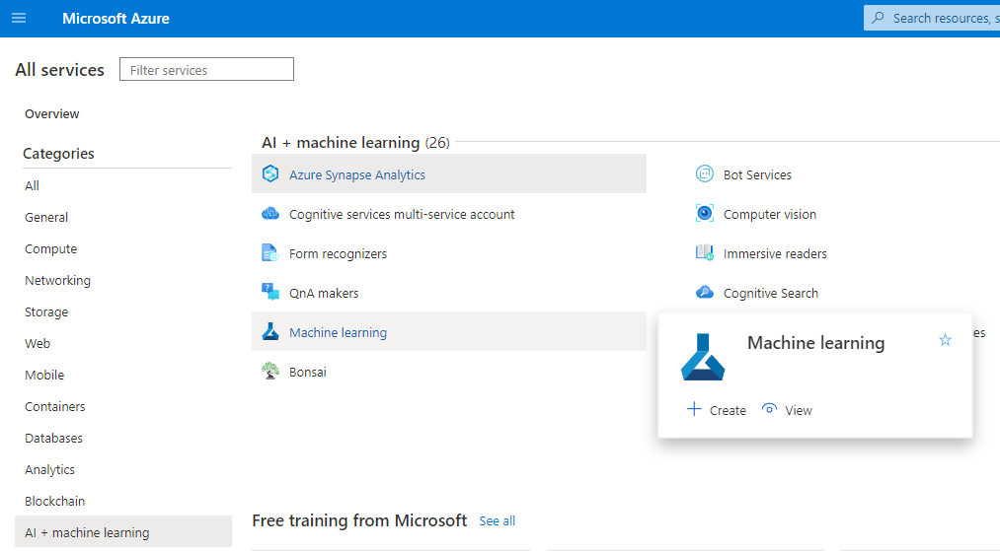 Microsoft Azure
Search resources, s
All services
Filter services
Overview
Categories
All
General
Compute
Networking
Storage
Web
Mobile
Containers
Databases
Analytics
Blockchain
AI + machine learning
AI + machine learning (26)
Azure Synapse Analytics
Bot Services
Cognitive services multi-service account
Computer vision
Form recognizers
Immersive readers
QnA makers
Cognitive Search
Machine learning
es
Bonsai
Machine learning
Create
View
Free training from Microsoft
See all